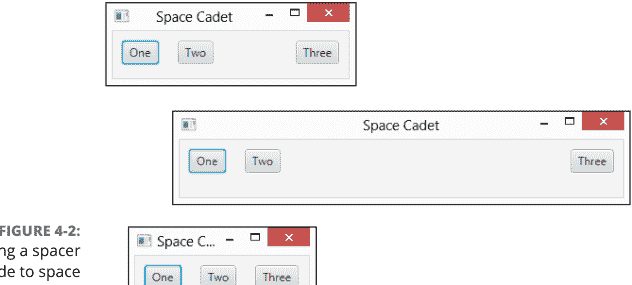 Space Cadet
One Two Three
Space Cadet
One Two Three
FIGURE 4-2:
ng a spacer
de to space
Space C...
One Two Three